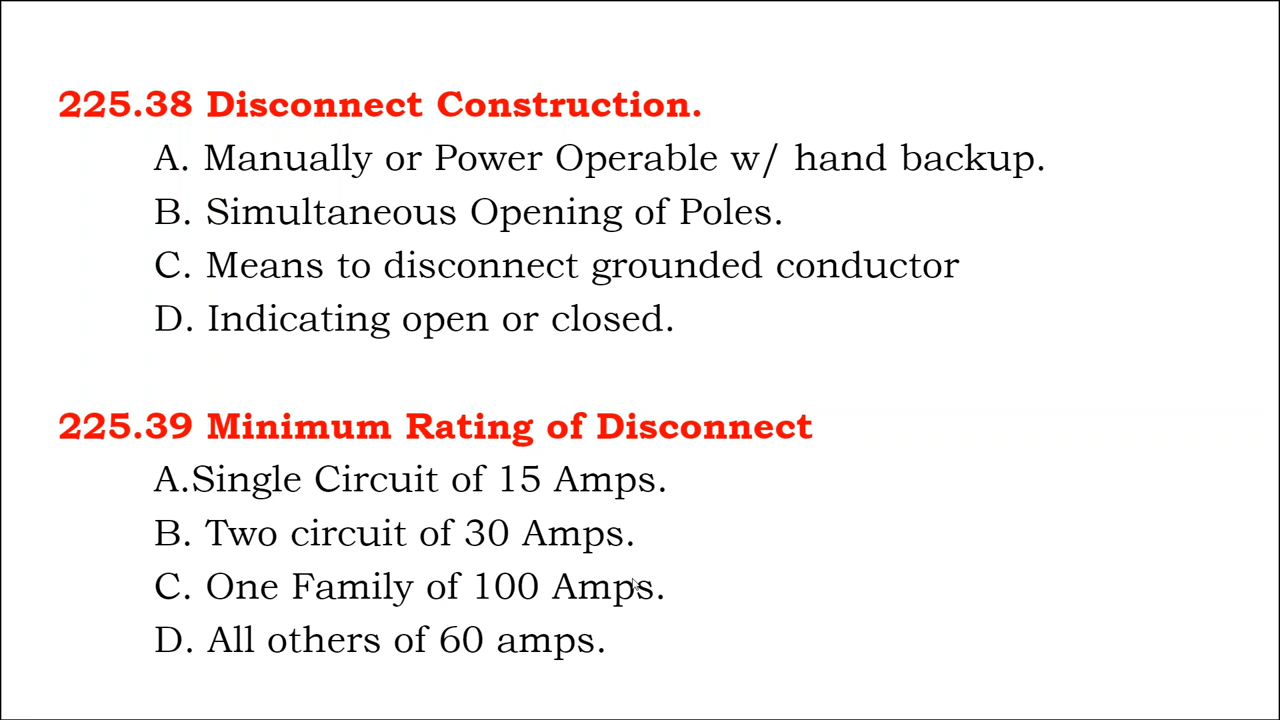 225.38 Disconnect Construction.
A. Manually or Power Operable w/ hand backup.
B. Simultaneous Opening of Poles.
C. Means to disconnect grounded conductor
D. Indicating open or closed.
225.39 Minimum Rating of Disconnect
A.Single Circuit of 15 Amps.
B. Two circuit of 30 Amps.
C. One Family of 100 Amps.
D. All others of 60 amps.